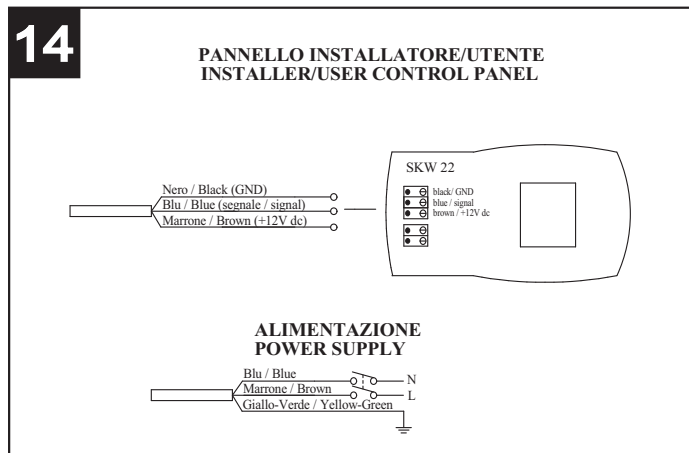 14
PANNELLO INSTALLATORE/UTENTE
INSTALLER/USER CONTROL PANEL
SKW 22
Nero / Black (GND)
Blu / Blue (segnale / signal)
Marrone / Brown (+12V dc)
black/ GND
blue / signal
brown / +12V dc
ALIMENTAZIONE
POWER SUPPLY
Blu / Blue
N
Marrone / Brown
L
Giallo-Verde / Yellow-Green